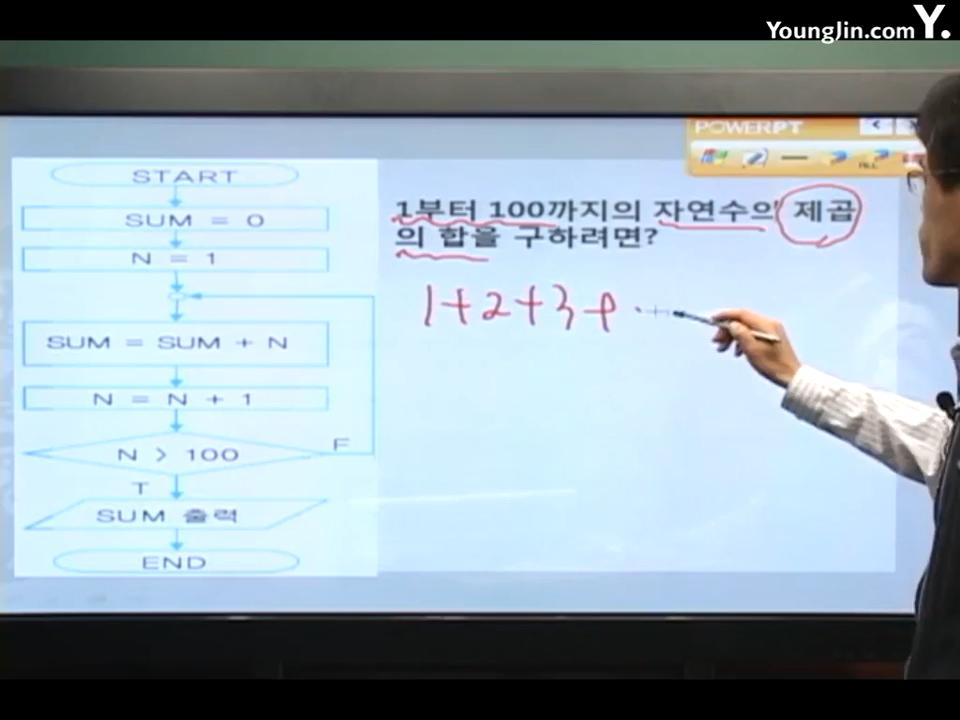 YoungJin.com Y.
POWERPT
START
SUM = 0
N = 1
SUM = SUM + N
N = N + 1
N > 100
F
T
SUM 출력
END
1부터 100까지의 자연수의 제곱
의 합을 구하려면?
1+2+3+